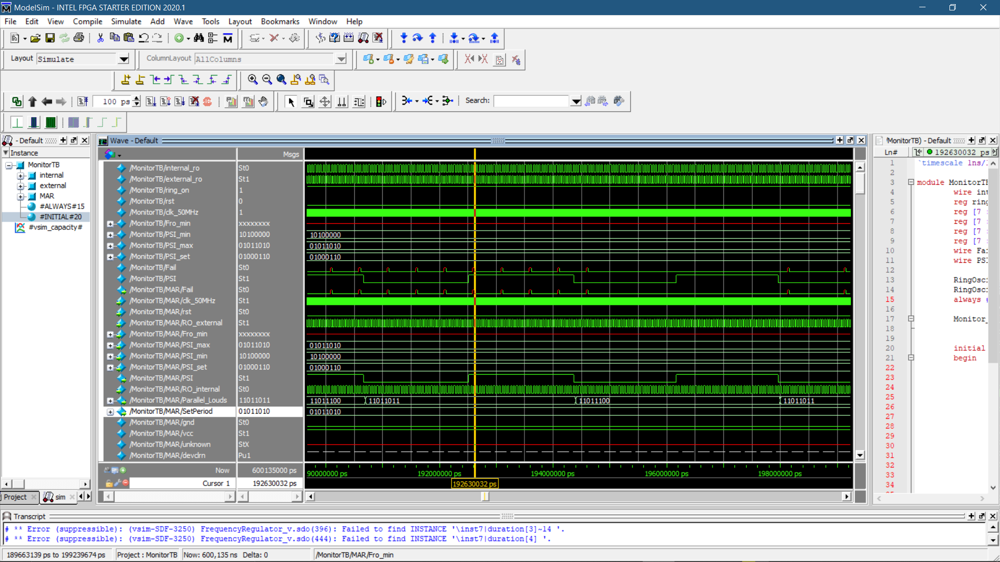 ModelSim - INTEL FPGA STARTER EDITION 2020.1
File Edit View Compile Simulate Add Wave Tools Layout Bookmarks Window Help
Layout Simulate ColumnLayout AllColumns
100 ps Search:
- Default
Instance
MonitorTB
internal
external
MAR
#ALWAYS#15
#INITIAL#20
#vsim_capacity#
Project sim
Wave - Default
Msgs
/MonitorTB/internal_ro St0
/MonitorTB/external_ro St1
/MonitorTB/ring_on 1
/MonitorTB/rst 0
/MonitorTB/clk_50MHz 1
/MonitorTB/Fro_min xxxxxxxx
/MonitorTB/PSI_min 10100000 10100000
/MonitorTB/PSI_max 01011010 01011010
/MonitorTB/PSI_set 01000110 01000110
/MonitorTB/Fail St0
/MonitorTB/PSI St1
/MonitorTB/MAR/Fail St0
/MonitorTB/MAR/clk_50MHz St1
/MonitorTB/MAR/rst St0
/MonitorTB/MAR/RO_external St1
/MonitorTB/MAR/Fro_min xxxxxxxx
/MonitorTB/MAR/PSI_max 01011010 01011010
/MonitorTB/MAR/PSI_min 10100000 10100000
/MonitorTB/MAR/PSI_set 01000110 01000110
/MonitorTB/MAR/PSI St1
/MonitorTB/MAR/RO_internal St0
/MonitorTB/MAR/Parallel_Louds 11011011 11011100 11011011 11011100 11011011
/MonitorTB/MAR/SetPeriod 01011010 01011010
/MonitorTB/MAR/gnd St0
/MonitorTB/MAR/vcc St1
/MonitorTB/MAR/unknown StX
/MonitorTB/MAR/devclrn Pu1
Now 600135000 ps 90000000 ps 192000000 ps 194000000 ps 196000000 ps 198000000 ps
Cursor 1 192630032 ps 192630032 ps
MonitorTB) - Default
Ln# 192630032 ps
1 `timescale 1ns/
2
3 module MonitorTB
4 wire int
5 reg ring
6 reg [7 :
7 reg [7 :
8 reg [7 :
9 reg [7 :
10 wire Fai
11 wire PSI
12
13 RingOsci
14 RingOsci
15 always #
16
17 Monitor_
18
19
20 initial
21 begin
22
23
24
25
26
27
28
29
30
31
32
33
34
Transcript
# ** Error (suppressible): (vsim-SDF-3250) FrequencyRegulator_v.sdo(396): Failed to find INSTANCE '\inst7|duration[3]~14 '.
# ** Error (suppressible): (vsim-SDF-3250) FrequencyRegulator_v.sdo(444): Failed to find INSTANCE '\inst7|duration[4] '.
189663139 ps to 199239674 ps Project : MonitorTB Now: 600,135 ns Delta: 0 /MonitorTB/MAR/Fro_min